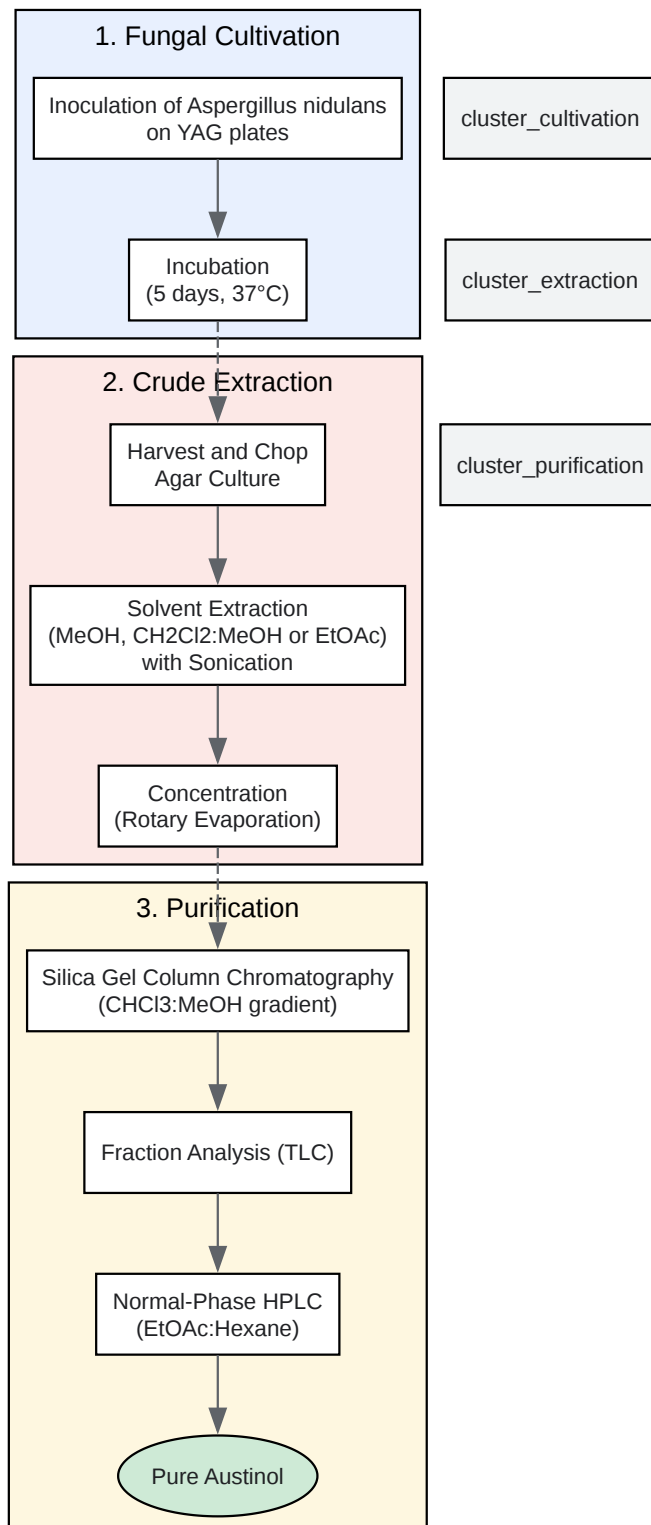 1. Fungal Cultivation
Inoculation of Aspergillus nidulans
on YAG plates
cluster_cultivation
Incubation
(5 days, 37°C)
cluster_extraction
2. Crude Extraction
Harvest and Chop
Agar Culture
cluster_purification
Solvent Extraction
(MeOH, CH2Cl2:MeOH or EtOAc)
with Sonication
Concentration
(Rotary Evaporation)
3. Purification
Silica Gel Column Chromatography
(CHCl3:MeOH gradient)
Fraction Analysis (TLC)
Normal-Phase HPLC
(EtOAc:Hexane)
Pure Austinol